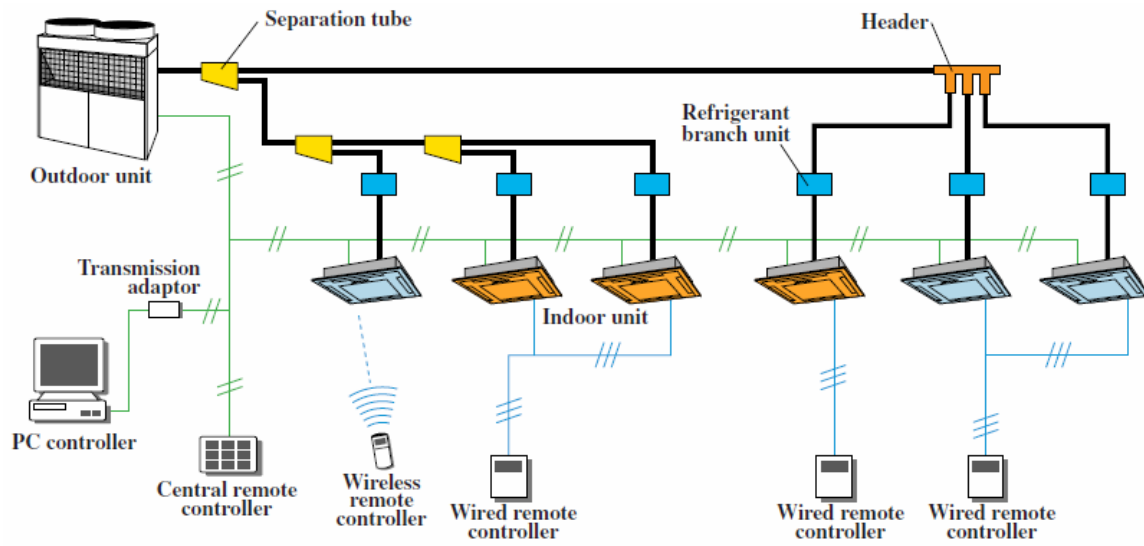 Separation tube
Header
Refrigerant
branch unit
Outdoor unit
Transmission
adaptor
Indoor unit
PC controller
Central remote
controller
Wireless
remote
controller
Wired remote
controller
Wired remote
controller
Wired remote
controller